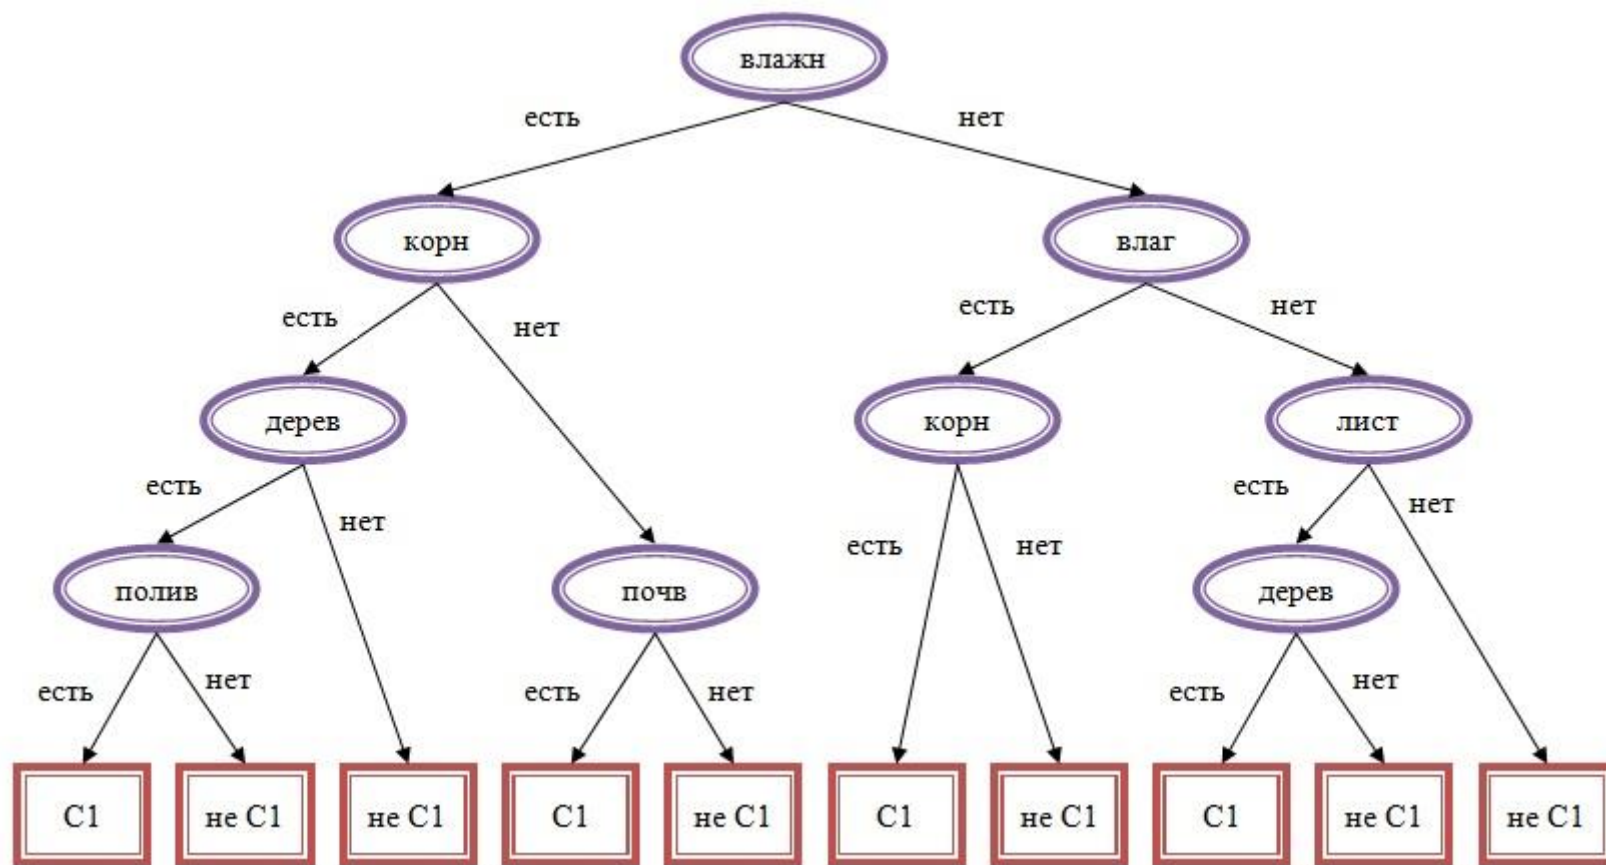 влажн
есть
нет
корн
влаг
есть
нет
есть
нет
дерев
корн
лист
есть
нет
есть
нет
есть
нет
полив
почв
дерев
есть
нет
есть
нет
есть
нет
С1
не С1
не С1
С1
не С1
С1
не С1
С1
не С1
не С1